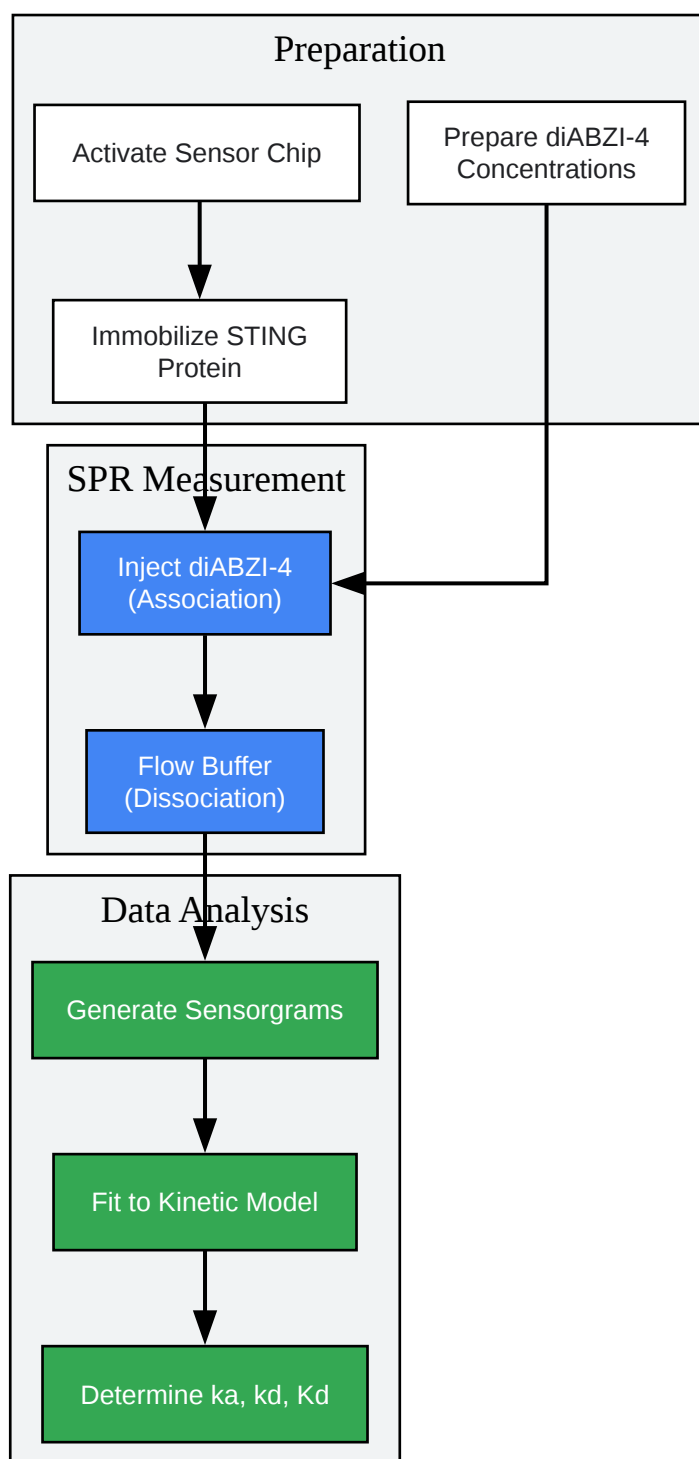 Preparation
Activate Sensor Chip
Prepare diABZI-4
Concentrations
Immobilize STING
Protein
SPR Measurement
Inject diABZI-4
(Association)
Flow Buffer
(Dissociation)
Data Analysis
Generate Sensorgrams
Fit to Kinetic Model
Determine ka, kd, Kd